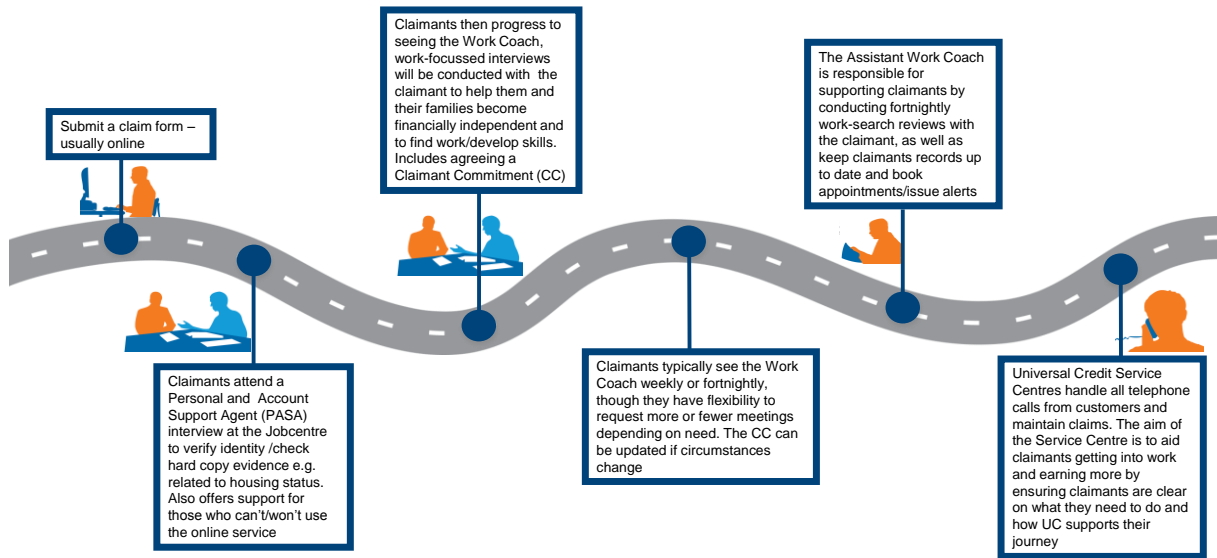 Submit a claim form –
usually online
Claimants attend a
Personal and  Account
Support Agent (PASA)
interview at the Jobcentre
to verify identity /check
hard copy evidence e.g.
related to housing status.
Also offers support for
those who can't/won't use
the online service
Claimants then progress to
seeing the Work Coach,
work-focussed interviews
will be conducted with  the
claimant to help them and
their families become
financially independent and
to find work/develop skills.
Includes agreeing a
Claimant Commitment (CC)
Claimants typically see the Work
Coach weekly or fortnightly,
though they have flexibility to
request more or fewer meetings
depending on need. The CC can
be updated if circumstances
change
The Assistant Work Coach
is responsible for
supporting claimants by
conducting fortnightly
work-search reviews with
the claimant, as well as
keep claimants records up
to date and book
appointments/issue alerts
Universal Credit Service
Centres handle all telephone
calls from customers and
maintain claims. The aim of
the Service Centre is to aid
claimants getting into work
and earning more by
ensuring claimants are clear
on what they need to do and
how UC supports their
journey